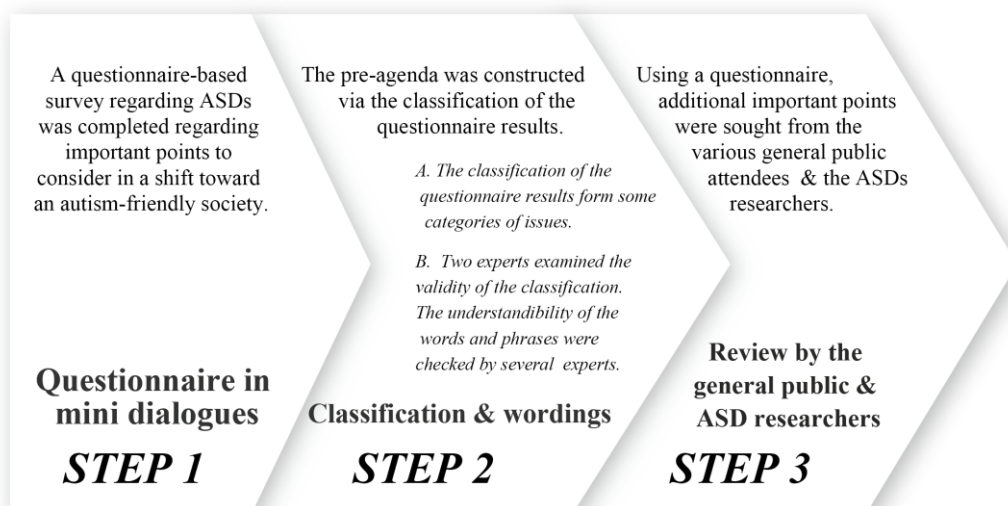 A questionnaire-based
survey regarding ASDs
was completed regarding
important points to
consider in a shift toward
an autism-friendly society.
Questionnaire in
mini dialogues
STEP 1
The pre-agenda was constructed
via the classification of the
questionnaire results.
A. The classification of the
questionnaire results form some
categories of issues.
B. Two experts examined the
validity of the classification.
The understandibility of the
words and phrases were
checked by several experts.
Classification & wordings
STEP 2
Using a questionnaire,
additional important points
were sought from the
various general public
attendees & the ASDs
researchers.
Review by the
general public &
ASD researchers
STEP 3